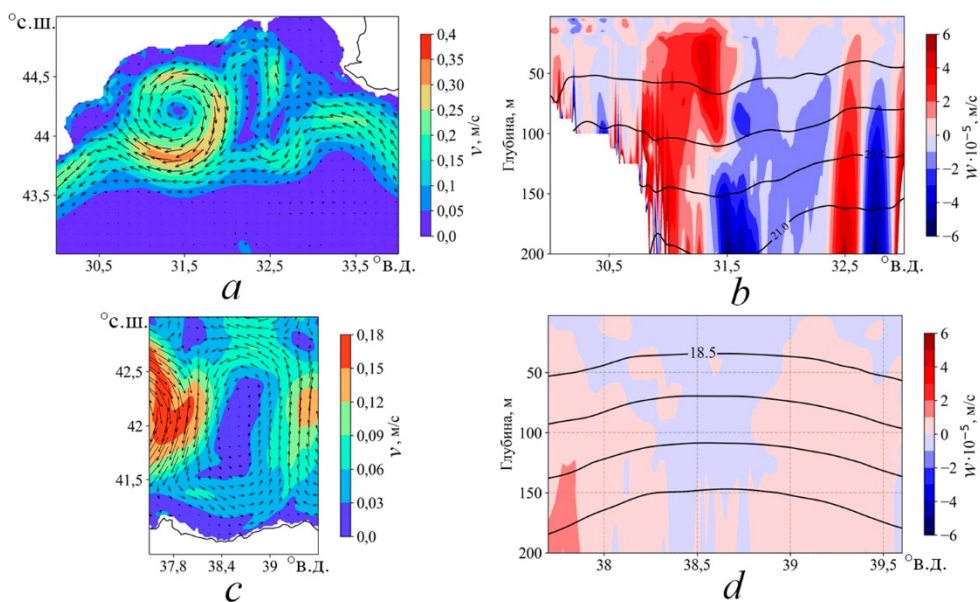 °с.ш.
44,5
44
43,5
30,5 31,5 32,5 33,5 °в.д.
0,4
0,35
0,30
0,25
0,2
0,15
0,1
0,05
0,0
v, м/с
a
Глубина, м
50
100
150
200
20.5
21.0
30,5 31,5 32,5 °в.д.
6
4
2
0
−2
−4
−6
w·10⁻⁵, м/с
b
°с.ш.
42,5
42
41,5
37,8 38,4 39 °в.д.
0,18
0,15
0,12
0,09
0,06
0,03
0,0
v, м/с
c
Глубина, м
50
100
150
200
18.5
38 38,5 39 39,5 °в.д.
6
4
2
0
−2
−4
−6
w·10⁻⁵, м/с
d